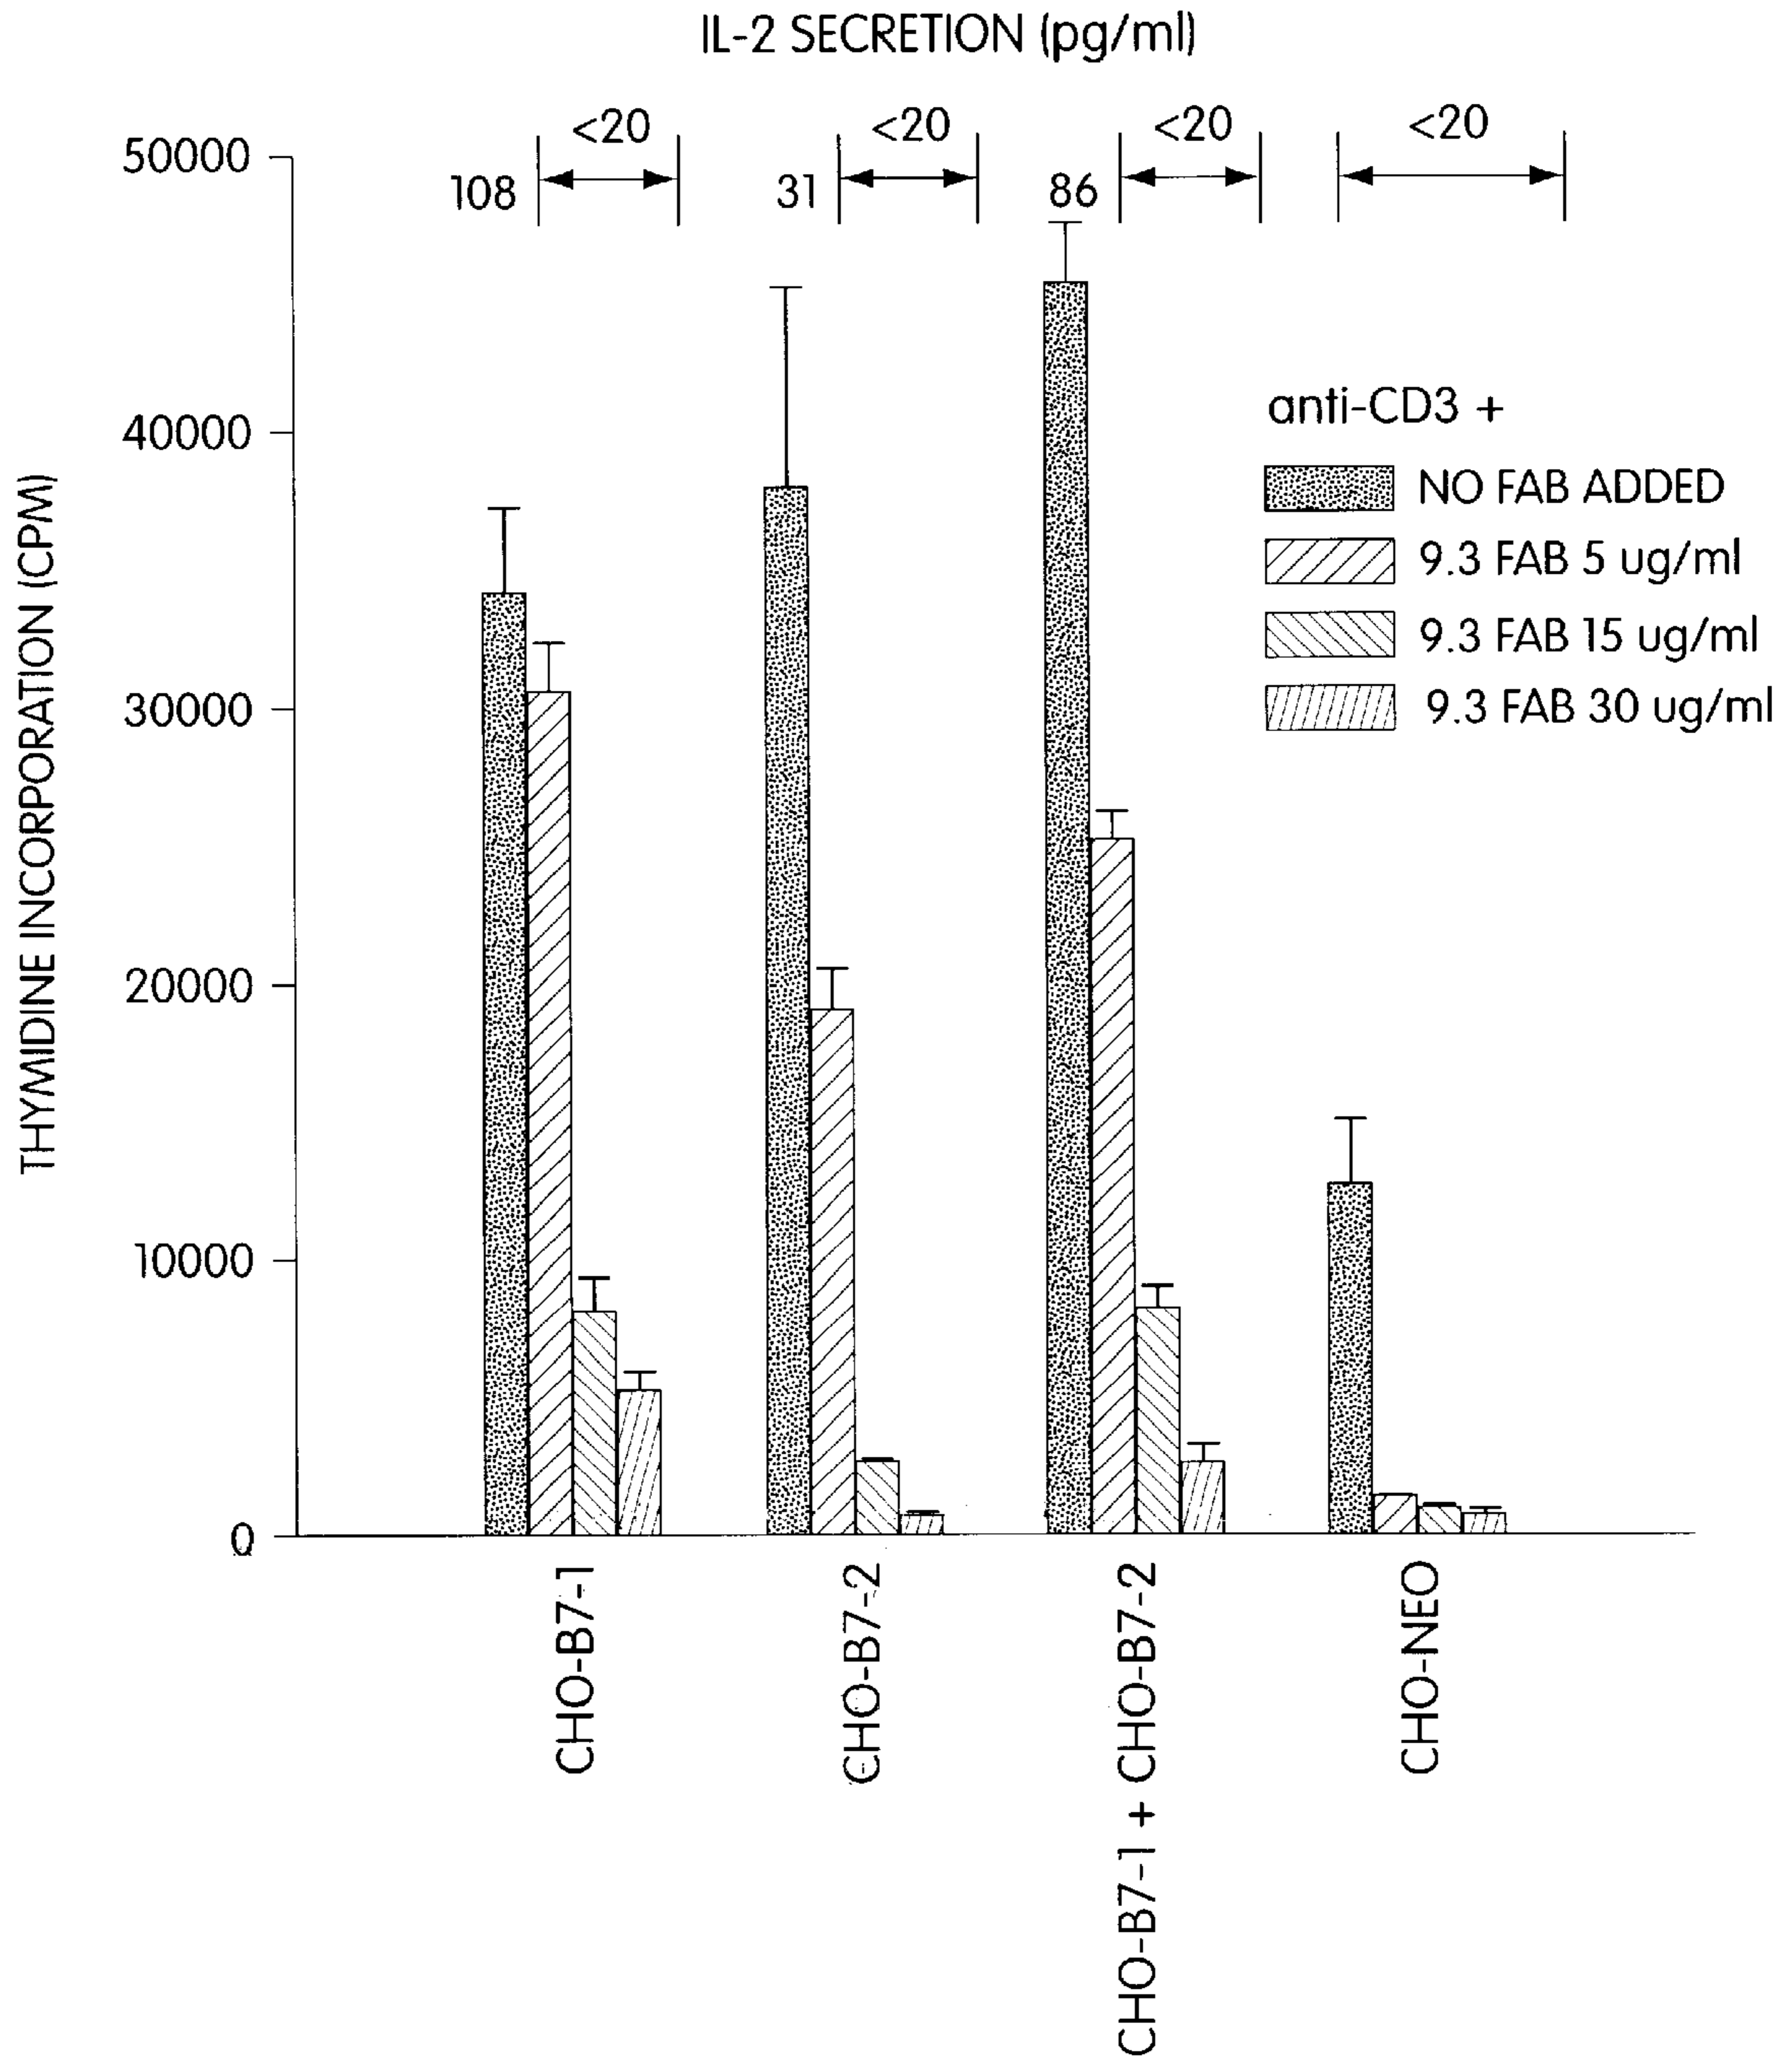 IL-2 SECRETION (pg/ml)
<20
<20
<20
<20
108
31
86
50000
40000
30000
20000
10000
0
THYMIDINE INCORPORATION (CPM)
anti-CD3 +
NO FAB ADDED
9.3 FAB 5 ug/ml
9.3 FAB 15 ug/ml
9.3 FAB 30 ug/ml
CHO-B7-1
CHO-B7-2
CHO-B7-1 + CHO-B7-2
CHO-NEO